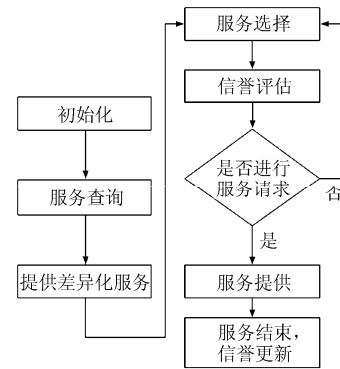 初始化
服务查询
提供差异化服务
服务选择
信誉评估
是否进行
服务请求
否
是
服务提供
服务结束,
信誉更新